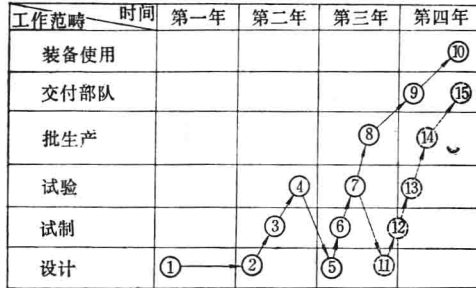 工作范畴 时间 第一年 第二年 第三年 第四年
装备使用 ⑩
交付部队 ⑨ ⑮
批生产 ⑧ ⑭
试验 ④ ⑦ ⑬
试制 ③ ⑥ ⑫
设计 ① ② ⑤ ⑪